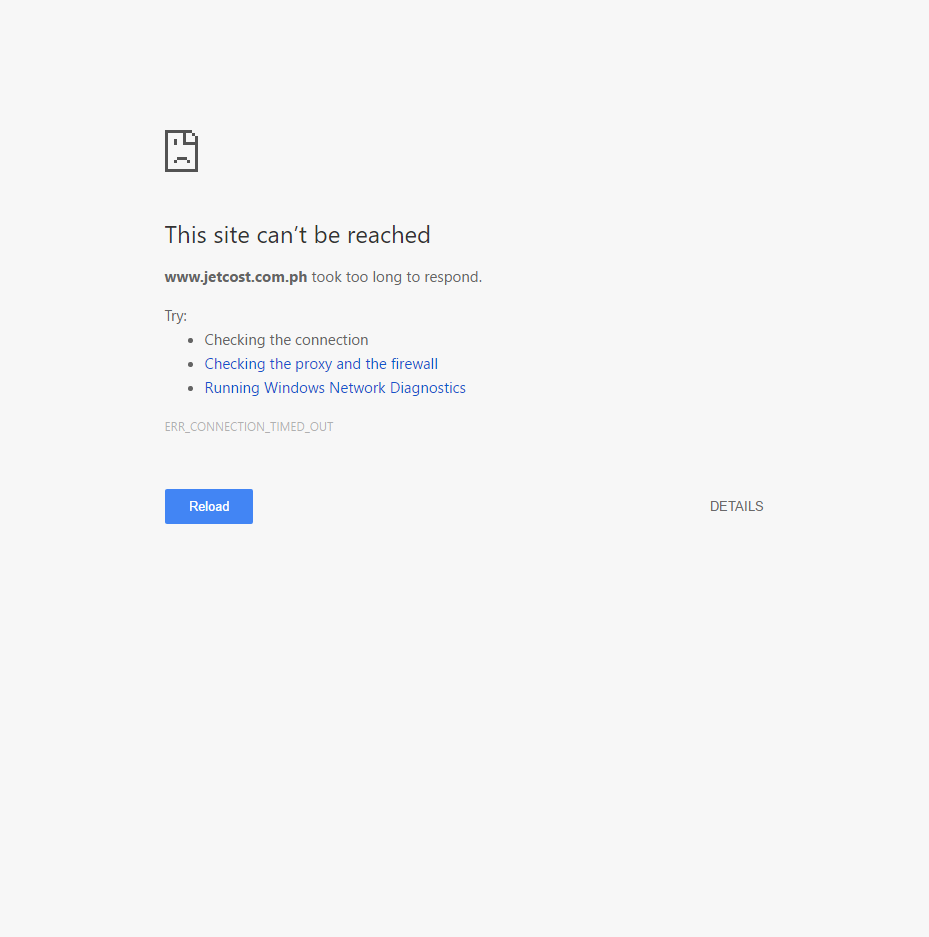 This site can’t be reached
www.jetcost.com.ph took too long to respond.
Try:
Checking the connection
Checking the proxy and the firewall
Running Windows Network Diagnostics
ERR_CONNECTION_TIMED_OUT
Reload
DETAILS